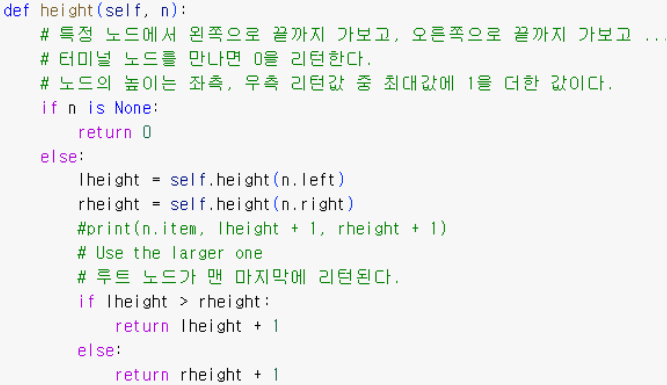 def height(self, n):
    # 특정 노드에서 왼쪽으로 끝까지 가보고, 오른쪽으로 끝까지 가보고 ...
    # 터미널 노드를 만나면 0을 리턴한다.
    # 노드의 높이는 좌측, 우측 리턴값 중 최대값에 1을 더한 값이다.
    if n is None:
        return 0
    else:
        lheight = self.height(n.left)
        rheight = self.height(n.right)
        #print(n.item, lheight + 1, rheight + 1)
        # Use the larger one
        # 루트 노드가 맨 마지막에 리턴된다.
        if lheight > rheight:
            return lheight + 1
        else:
            return rheight + 1